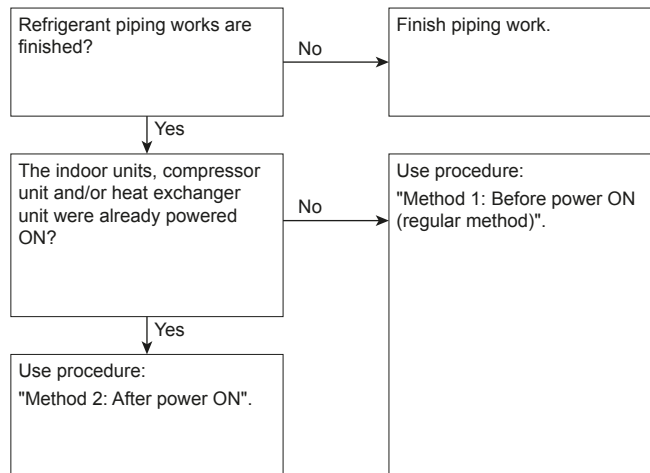 Refrigerant piping works are
finished?
No
Finish piping work.
Yes
The indoor units, compressor
unit and/or heat exchanger
unit were already powered
ON?
No
Use procedure:
"Method 1: Before power ON
(regular method)".
Yes
Use procedure:
"Method 2: After power ON".